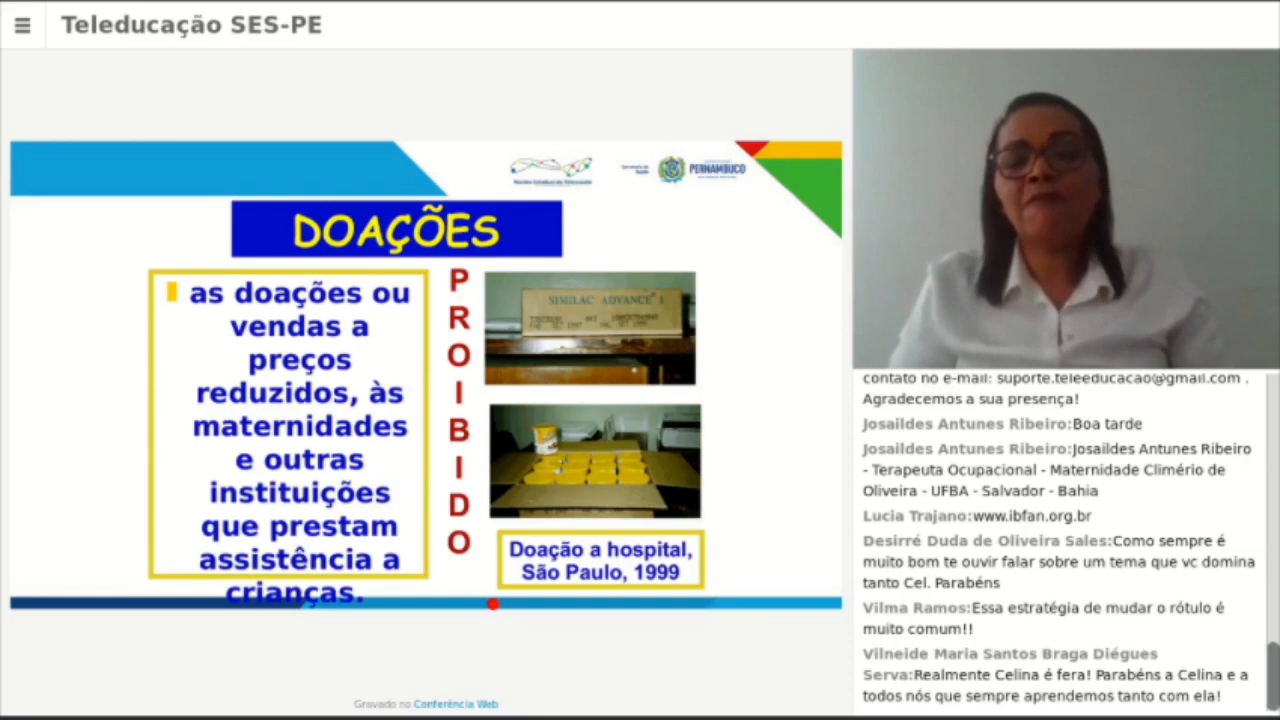 Teleducação SES-PE
PERNAMBUCO
DOAÇÕES
as doações ou
vendas a
preços
reduzidos, às
maternidades
e outras
instituições
que prestam
assistência a
crianças.
P
R
O
I
B
I
D
O
SIMILAC ADVANCE 1
Doação a hospital,
São Paulo, 1999
Gravado no Conferência Web
contato no e-mail: suporte.teleeducacao@gmail.com .
Agradecemos a sua presença!
Josaildes Antunes Ribeiro:Boa tarde
Josaildes Antunes Ribeiro:Josaildes Antunes Ribeiro
- Terapeuta Ocupacional - Maternidade Climério de
Oliveira - UFBA - Salvador - Bahia
Lucia Trajano:www.ibfan.org.br
Desirré Duda de Oliveira Sales:Como sempre é
muito bom te ouvir falar sobre um tema que vc domina
tanto Cel. Parabéns
Vilma Ramos:Essa estratégia de mudar o rótulo é
muito comum!!
Vilneide Maria Santos Braga Diégues
Serva:Realmente Celina é fera! Parabéns a Celina e a
todos nós que sempre aprendemos tanto com ela!